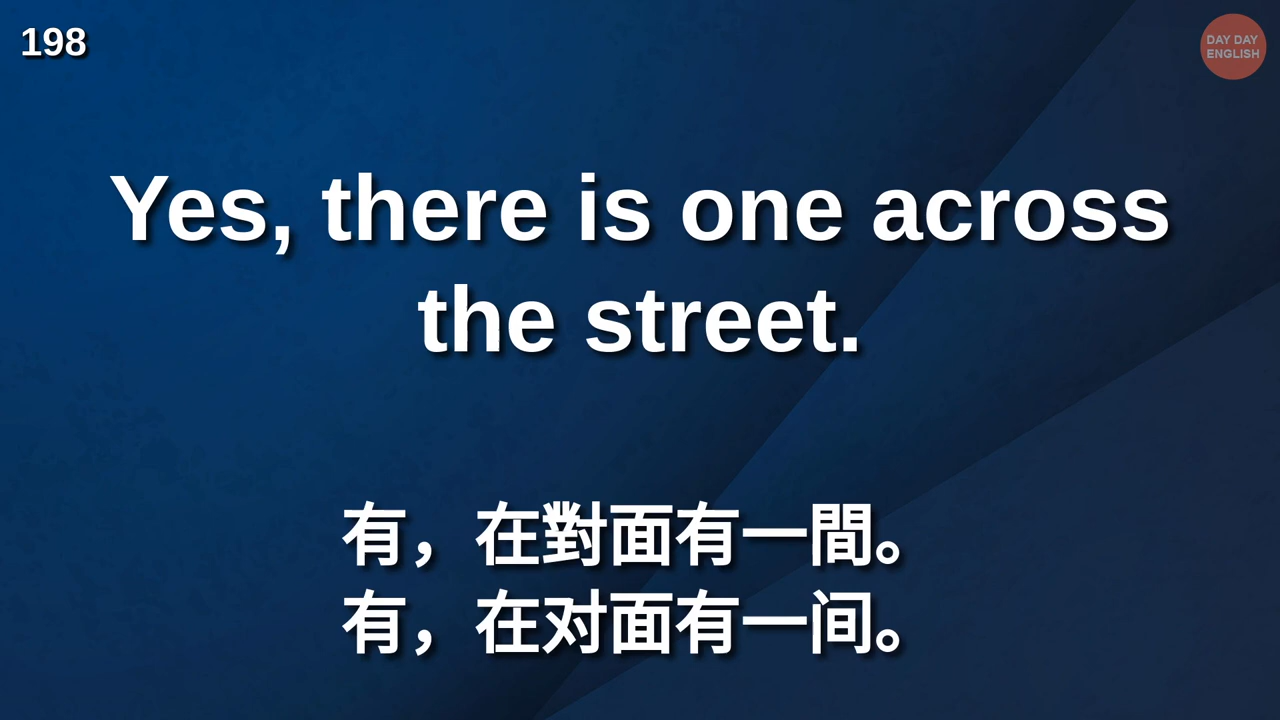 198
DAY DAY
ENGLISH
Yes, there is one across
the street.
有，在對面有一間。
有，在对面有一间。